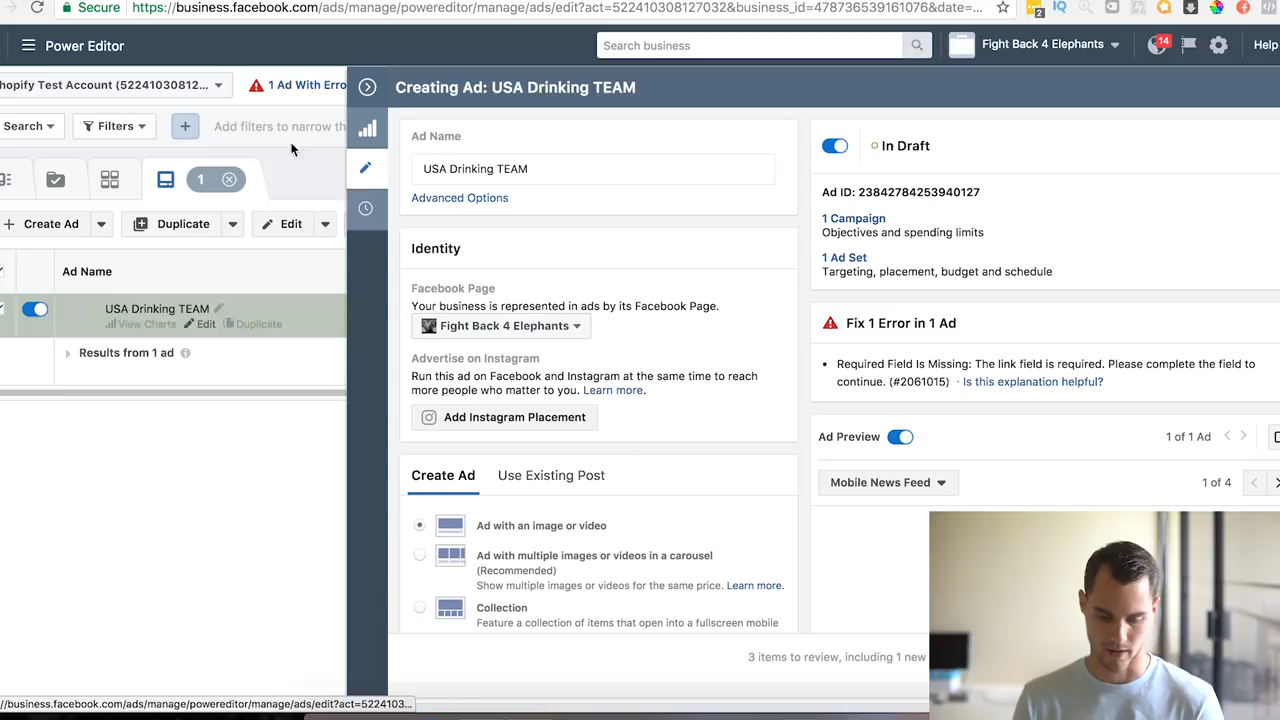 Secure https://business.facebook.com/ads/manage/powereditor/manage/ads/edit?act=522410308127032&business_id=478736539161076&date=...
Power Editor
Search business
Fight Back 4 Elephants
14
Help
hopify Test Account (52241030812...
1 Ad With Erro
Creating Ad: USA Drinking TEAM
Search
Filters
+
Add filters to narrow th
1
+ Create Ad
Duplicate
Edit
Ad Name
USA Drinking TEAM
View Charts Edit Duplicate
Results from 1 ad
Ad Name
USA Drinking TEAM
Advanced Options
Identity
Facebook Page
Your business is represented in ads by its Facebook Page.
Fight Back 4 Elephants
Advertise on Instagram
Run this ad on Facebook and Instagram at the same time to reach
more people who matter to you. Learn more.
Add Instagram Placement
Create Ad Use Existing Post
Ad with an image or video
Ad with multiple images or videos in a carousel
(Recommended)
Show multiple images or videos for the same price. Learn more.
Collection
Feature a collection of items that open into a fullscreen mobile
In Draft
Ad ID: 23842784253940127
1 Campaign
Objectives and spending limits
1 Ad Set
Targeting, placement, budget and schedule
Fix 1 Error in 1 Ad
• Required Field Is Missing: The link field is required. Please complete the field to
continue. (#2061015) · Is this explanation helpful?
Ad Preview
1 of 1 Ad
Mobile News Feed
1 of 4
3 items to review, including 1 new
//business.facebook.com/ads/manage/powereditor/manage/ads/edit?act=5224103...